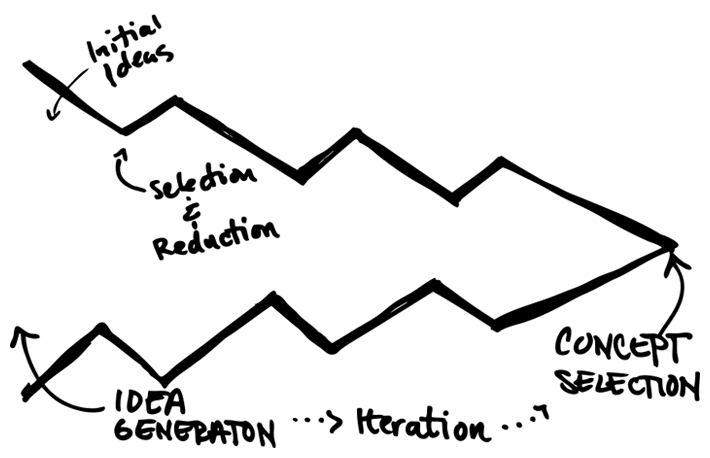 Initial
Ideas
Selection
&
Reduction
CONCEPT
SELECTION
IDEA
GENERATON ...> Iteration ...>